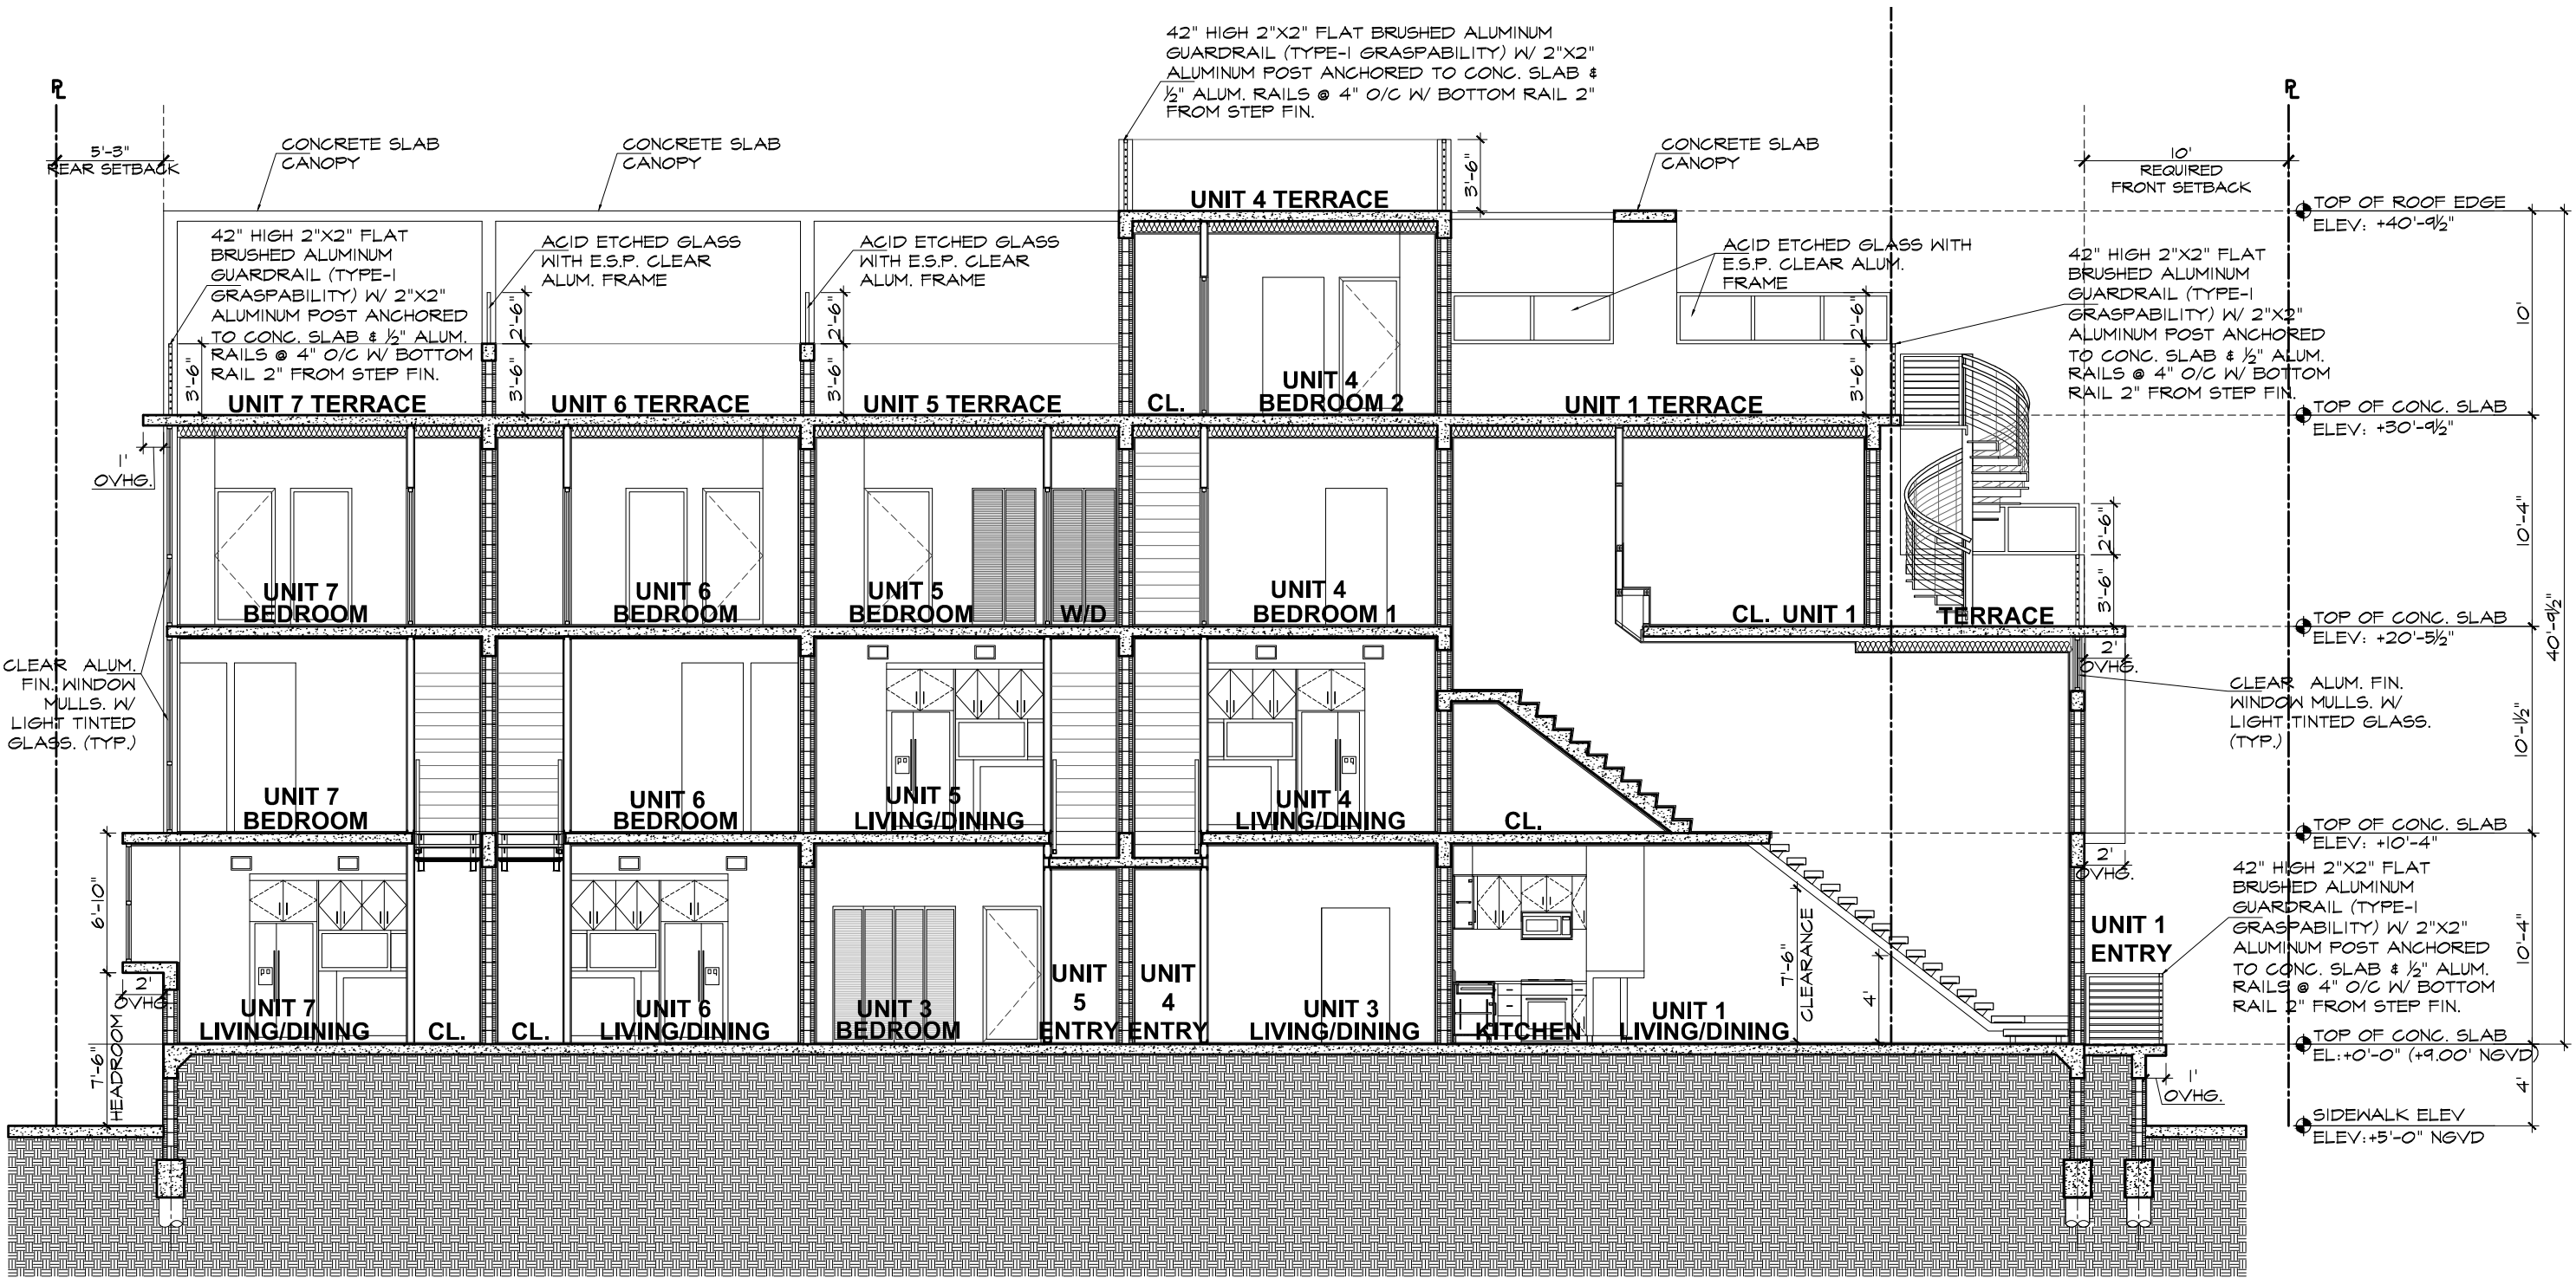 42" HIGH 2"X2" FLAT BRUSHED ALUMINUM
GUARDRAIL (TYPE-I GRASPABILITY) W/ 2"X2"
ALUMINUM POST ANCHORED TO CONC. SLAB &
½" ALUM. RAILS @ 4" O/C W/ BOTTOM RAIL 2"
FROM STEP FIN.
PL
PL
5'-3"
REAR SETBACK
CONCRETE SLAB
CANOPY
CONCRETE SLAB
CANOPY
3'-6"
CONCRETE SLAB
CANOPY
10'
REQUIRED
FRONT SETBACK
UNIT 4 TERRACE
TOP OF ROOF EDGE
ELEV: +40'-9½"
42" HIGH 2"X2" FLAT
BRUSHED ALUMINUM
GUARDRAIL (TYPE-I
GRASPABILITY) W/ 2"X2"
ALUMINUM POST ANCHORED
TO CONC. SLAB & ½" ALUM.
RAILS @ 4" O/C W/ BOTTOM
RAIL 2" FROM STEP FIN.
ACID ETCHED GLASS
WITH E.S.P. CLEAR
ALUM. FRAME
ACID ETCHED GLASS
WITH E.S.P. CLEAR
ALUM. FRAME
ACID ETCHED GLASS WITH
E.S.P. CLEAR ALUM.
FRAME
42" HIGH 2"X2" FLAT
BRUSHED ALUMINUM
GUARDRAIL (TYPE-I
GRASPABILITY) W/ 2"X2"
ALUMINUM POST ANCHORED
TO CONC. SLAB & ½" ALUM.
RAILS @ 4" O/C W/ BOTTOM
RAIL 2" FROM STEP FIN.
3'-6"
2'-6"
3'-6"
2'-6"
3'-6"
2'-6"
3'-6"
10'
UNIT 7 TERRACE
UNIT 6 TERRACE
UNIT 5 TERRACE
CL.
UNIT 4
BEDROOM 2
UNIT 1 TERRACE
TOP OF CONC. SLAB
ELEV: +30'-9½"
1'
OVHG.
UNIT 7
BEDROOM
UNIT 6
BEDROOM
UNIT 5
BEDROOM
W/D
UNIT 4
BEDROOM 1
CL. UNIT 1
TERRACE
2'-6"
3'-6"
10'-4"
40'-9½"
TOP OF CONC. SLAB
ELEV: +20'-5½"
2'
OVHG.
CLEAR ALUM.
FIN. WINDOW
MULLS. W/
LIGHT TINTED
GLASS. (TYP.)
CLEAR ALUM. FIN.
WINDOW MULLS. W/
LIGHT TINTED GLASS.
(TYP.)
10'-½"
UNIT 7
BEDROOM
UNIT 6
BEDROOM
UNIT 5
LIVING/DINING
UNIT 4
LIVING/DINING
CL.
TOP OF CONC. SLAB
ELEV: +10'-4"
2'
OVHG.
42" HIGH 2"X2" FLAT
BRUSHED ALUMINUM
GUARDRAIL (TYPE-I
GRASPABILITY) W/ 2"X2"
ALUMINUM POST ANCHORED
TO CONC. SLAB & ½" ALUM.
RAILS @ 4" O/C W/ BOTTOM
RAIL 2" FROM STEP FIN.
6'-10"
2'
OVHG.
7'-6"
HEADROOM
UNIT 7
LIVING/DINING
CL.
CL.
UNIT 6
LIVING/DINING
UNIT 3
BEDROOM
UNIT
5
ENTRY
UNIT
4
ENTRY
UNIT 3
LIVING/DINING
KITCHEN
UNIT 1
LIVING/DINING
7'-6"
CLEARANCE
4'
UNIT 1
ENTRY
10'-4"
TOP OF CONC. SLAB
EL:+0'-0" (+9.00' NGVD)
1'
OVHG.
4'
SIDEWALK ELEV
ELEV:+5'-0" NGVD